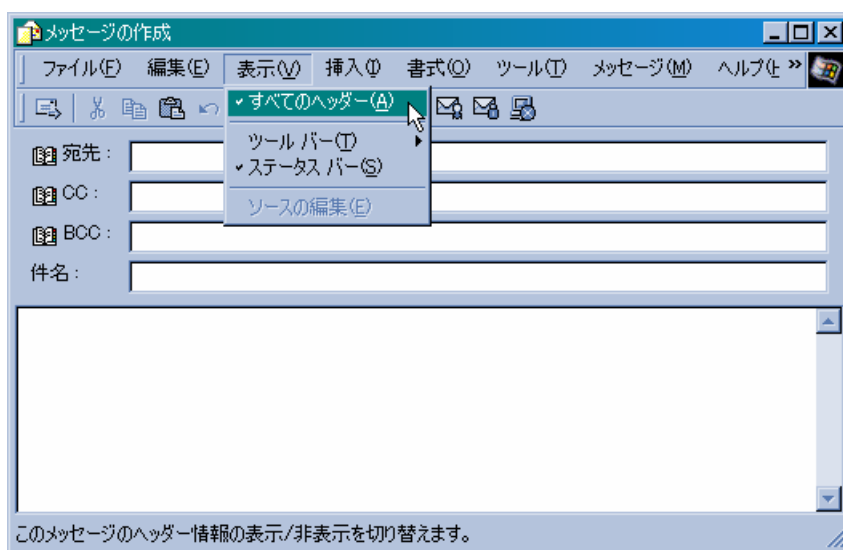 メッセージの作成
ファイル(F) 編集(E) 表示(V) 挿入(I) 書式(O) ツール(T) メッセージ(M) ヘルプ(H »
すべてのヘッダー(A)
ツール バー(T)
ステータス バー(S)
ソースの編集(E)
宛先:
CC:
BCC:
件名:
このメッセージのヘッダー情報の表示/非表示を切り替えます。